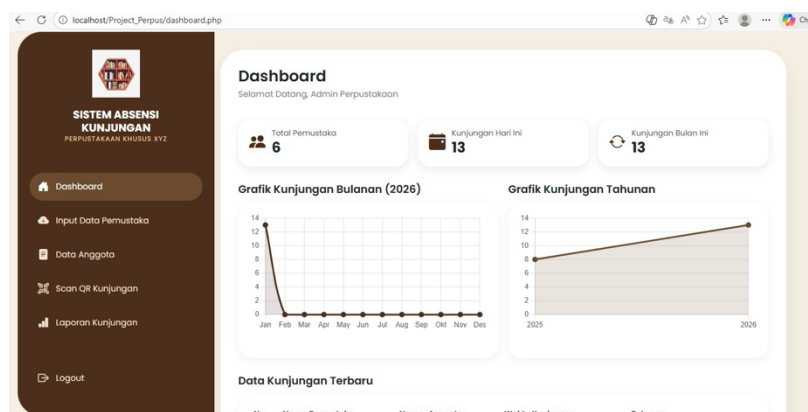 localhost/Project_Perpus/dashboard.php
SISTEM ABSENSI
KUNJUNGAN
PERPUSTAKAAN KHUSUS XYZ
Dashboard
Input Data Pemustaka
Data Anggota
Scan QR Kunjungan
Laporan Kunjungan
Logout
Dashboard
Selamat Datang, Admin Perpustakaan
Total Pemustaka
6
Kunjungan Hari Ini
13
Kunjungan Bulan Ini
13
Grafik Kunjungan Bulanan (2026)
14
12
10
8
6
4
2
0
Jan Feb Mar Apr May Jun Jul Aug Sep Okt Nov Des
Grafik Kunjungan Tahunan
14
12
10
8
6
4
2
0
2025 2026
Data Kunjungan Terbaru